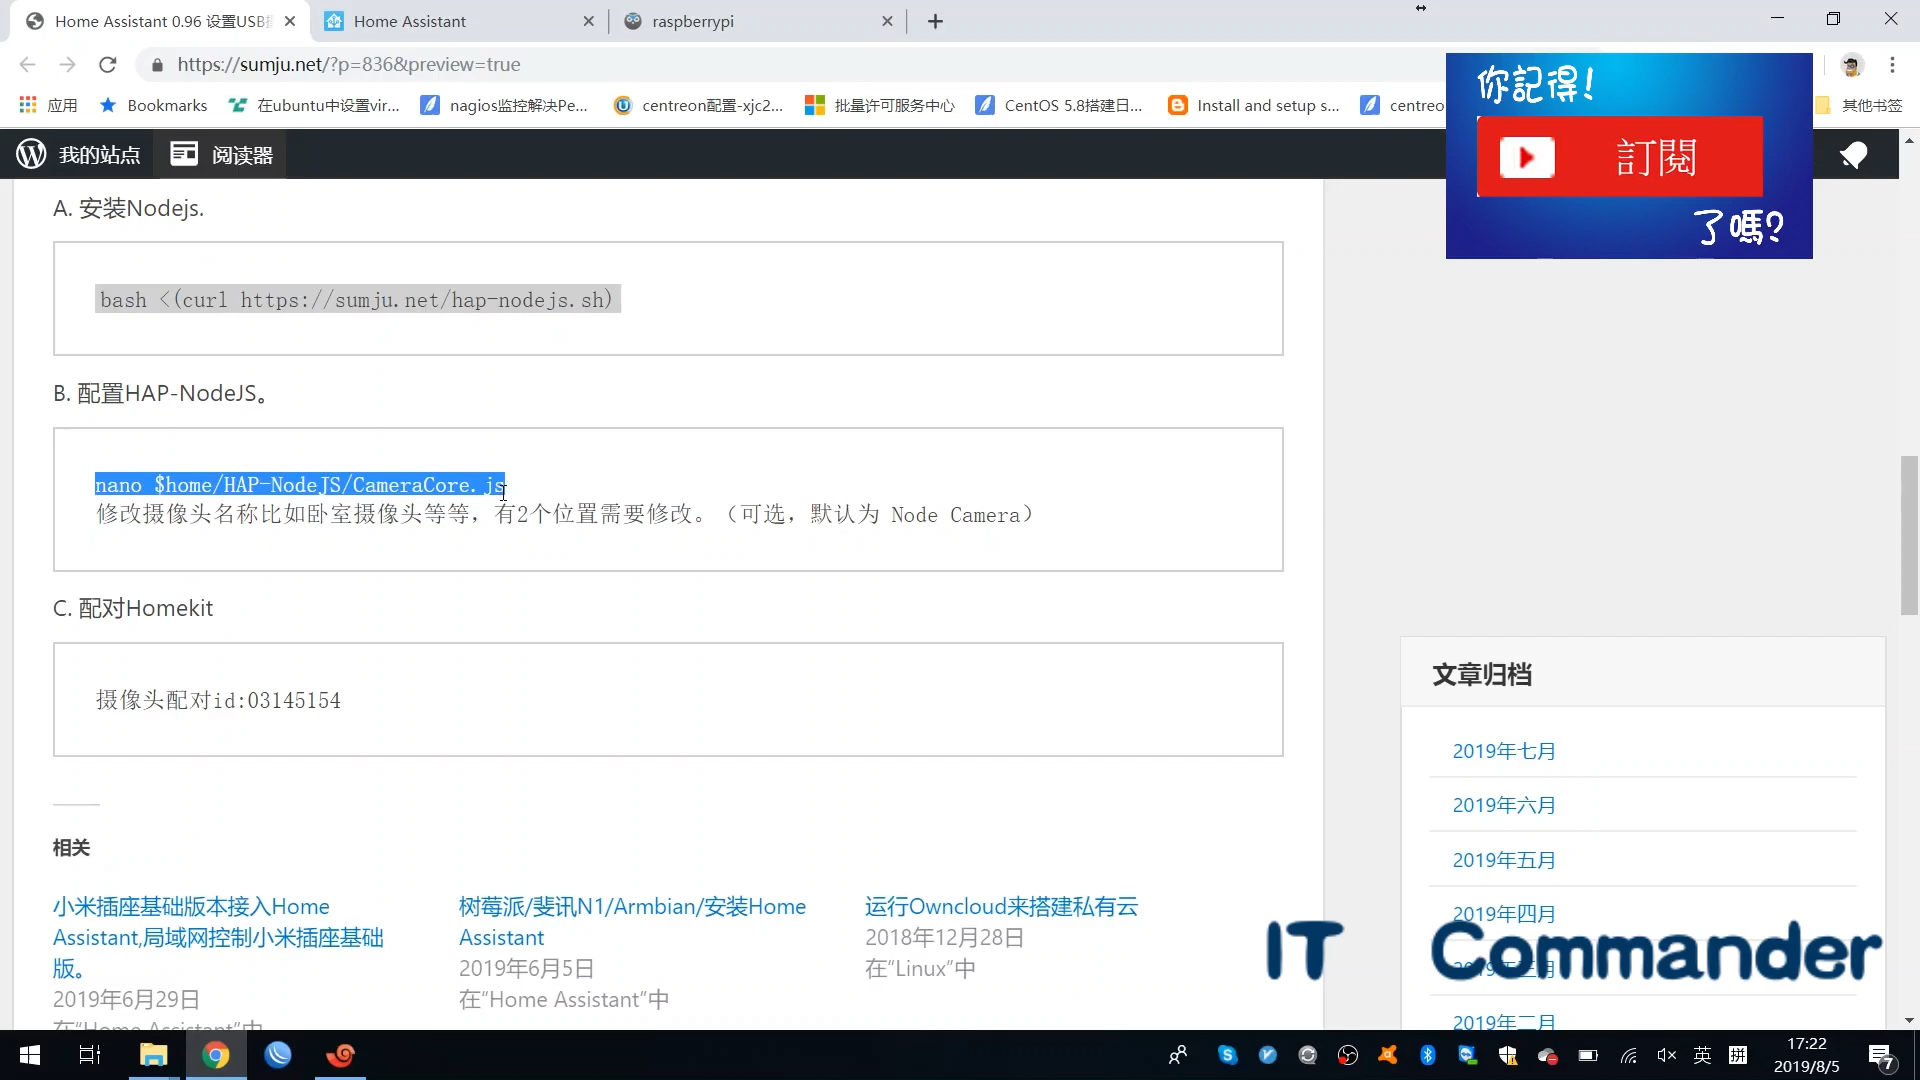 Home Assistant 0.96 设置USB
Home Assistant
raspberrypi
https://sumju.net/?p=836&preview=true
应用
Bookmarks
在ubuntu中设置vir...
nagios监控解决Pe...
centreon配置-xjc2...
批量许可服务中心
CentOS 5.8搭建日...
Install and setup s...
centreo
其他书签
你記得!
訂閱
了嗎?
我的站点
阅读器
A. 安装Nodejs.
bash <(curl https://sumju.net/hap-nodejs.sh)
B. 配置HAP-NodeJS。
nano $home/HAP-NodeJS/CameraCore.js
修改摄像头名称比如卧室摄像头等等，有2个位置需要修改。（可选，默认为 Node Camera）
C. 配对Homekit
摄像头配对id:03145154
相关
小米插座基础版本接入Home
Assistant,局域网控制小米插座基础
版。
2019年6月29日
在"Home Assistant"中
树莓派/斐讯N1/Armbian/安装Home
Assistant
2019年6月5日
在"Home Assistant"中
运行Owncloud来搭建私有云
2018年12月28日
在"Linux"中
文章归档
2019年七月
2019年六月
2019年五月
2019年四月
2019年三月
2019年二月
IT Commander
英
拼
17:22
2019/8/5
7